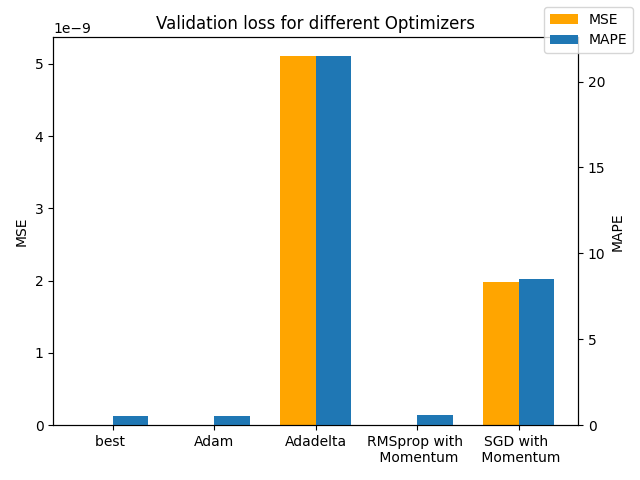 Validation loss for different Optimizers
1e−9
MSE
MAPE
5
4
3
2
1
0
MSE
20
15
10
5
0
MAPE
best
Adam
Adadelta
RMSprop with
Momentum
SGD with
Momentum